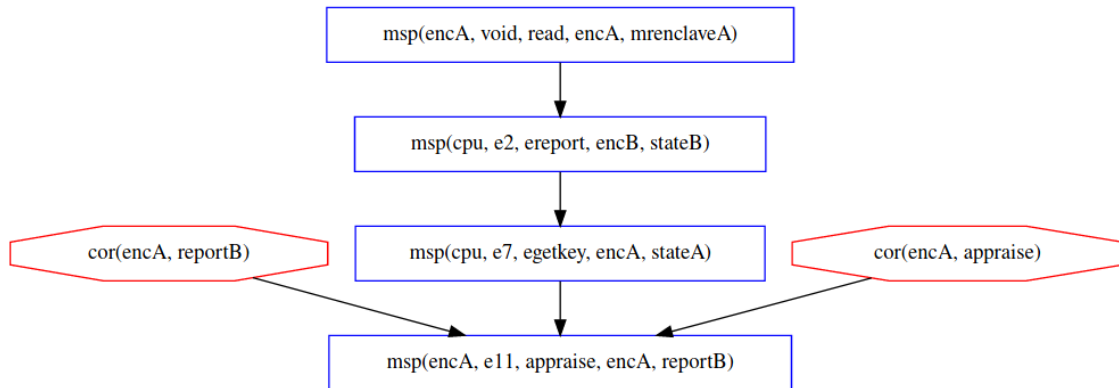 msp(encA, void, read, encA, mrenclaveA)
msp(cpu, e2, ereport, encB, stateB)
cor(encA, reportB)
msp(cpu, e7, egetkey, encA, stateA)
cor(encA, appraise)
msp(encA, e11, appraise, encA, reportB)